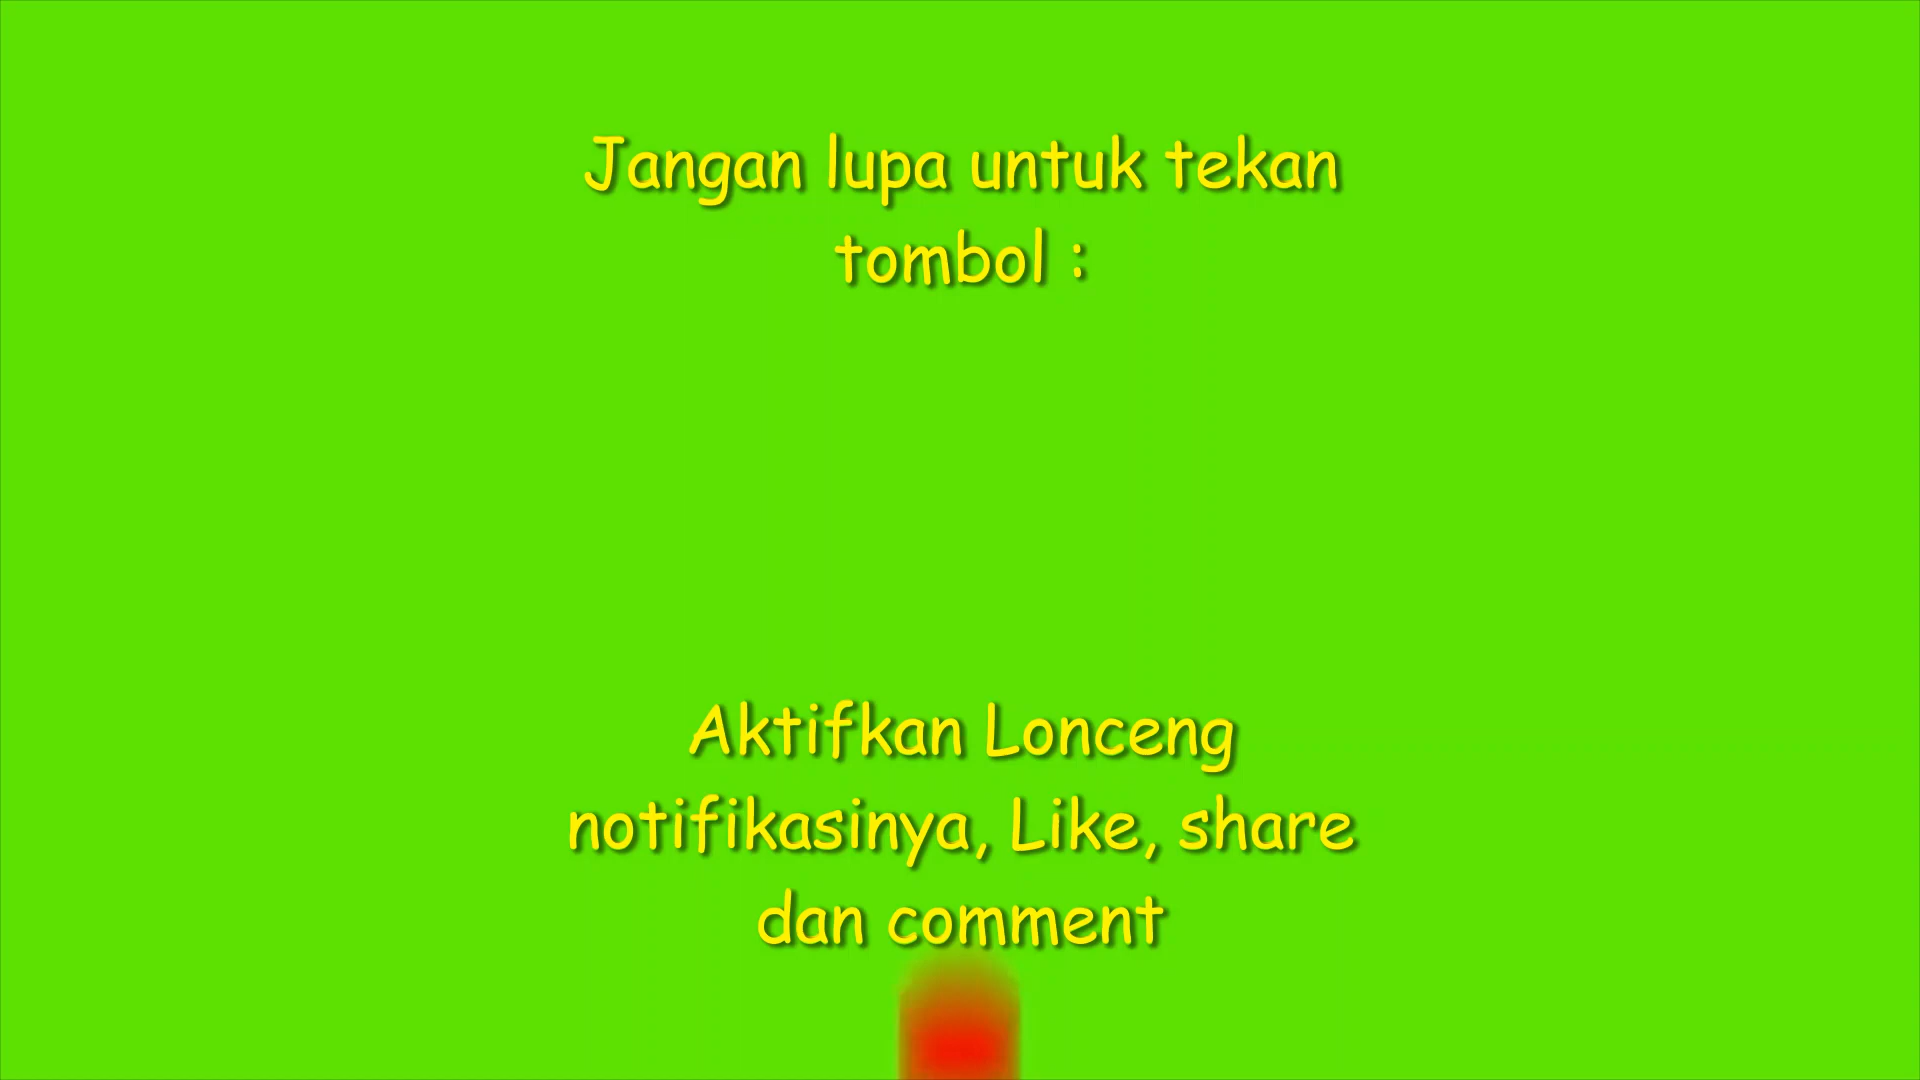 Jangan lupa untuk tekan
tombol :
Aktifkan Lonceng
notifikasinya, Like, share
dan comment